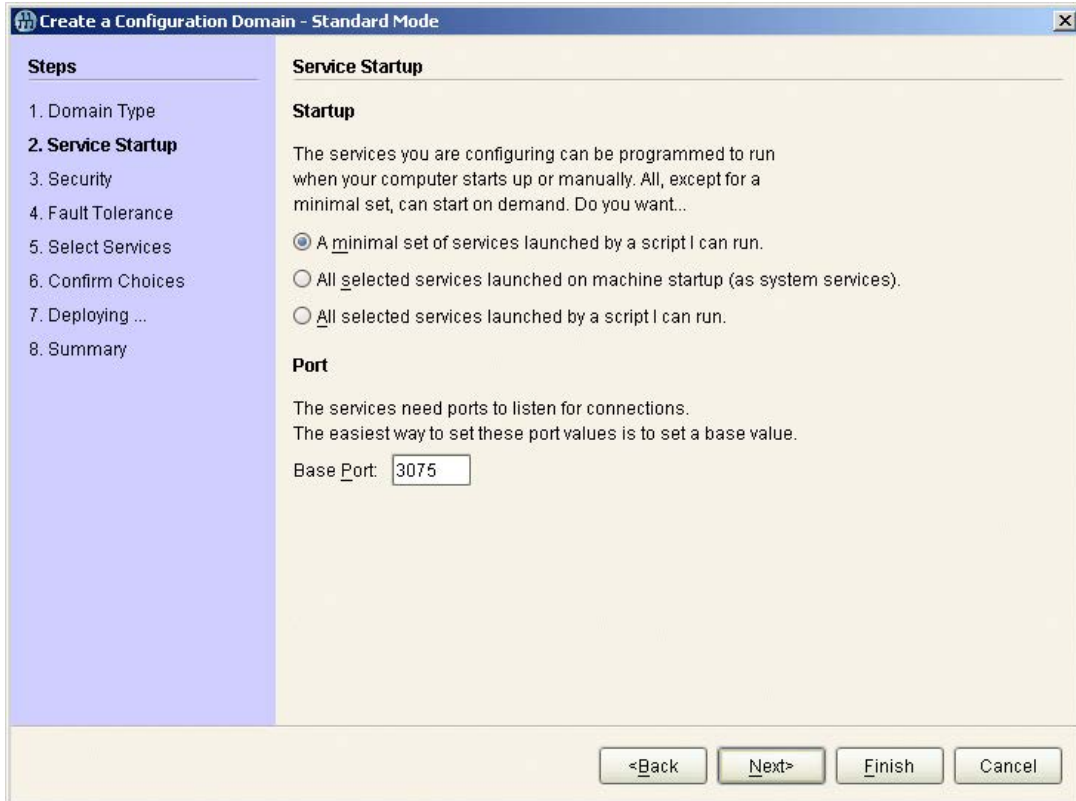 Create a Configuration Domain - Standard Mode
Steps
1. Domain Type
2. Service Startup
3. Security
4. Fault Tolerance
5. Select Services
6. Confirm Choices
7. Deploying ...
8. Summary
Service Startup
Startup
The services you are configuring can be programmed to run
when your computer starts up or manually. All, except for a
minimal set, can start on demand. Do you want...
A minimal set of services launched by a script I can run.
All selected services launched on machine startup (as system services).
All selected services launched by a script I can run.
Port
The services need ports to listen for connections.
The easiest way to set these port values is to set a base value.
Base Port: 3075
<Back
Next>
Finish
Cancel